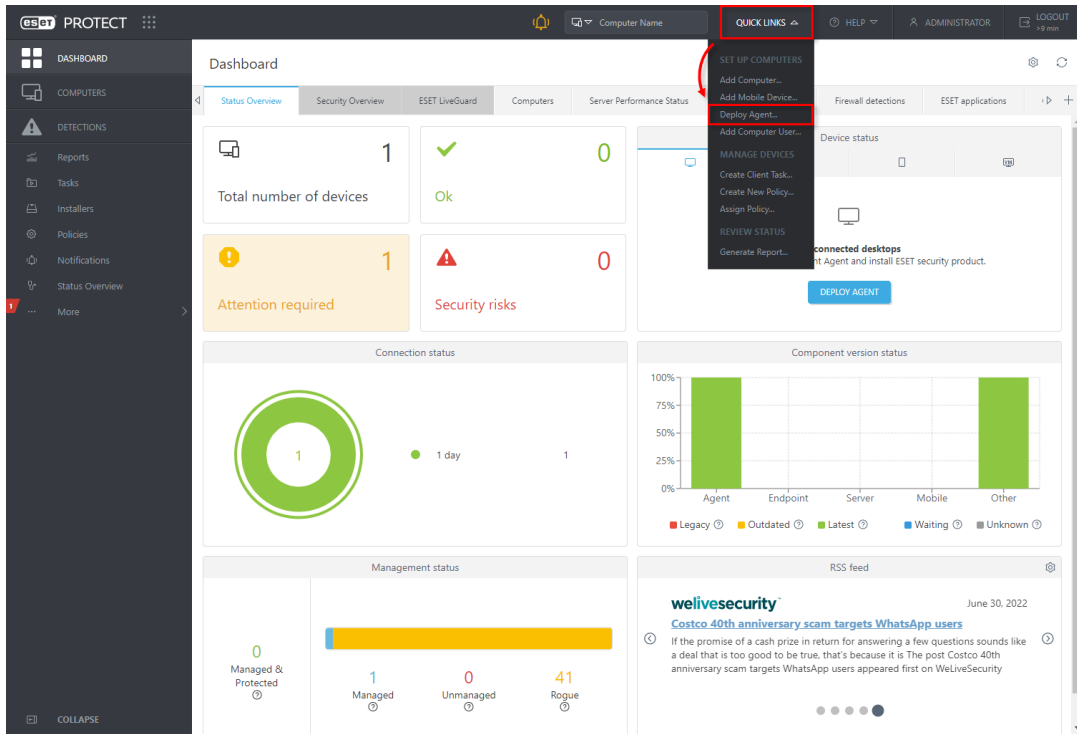 eset PROTECT
Computer Name
QUICK LINKS
HELP
ADMINISTRATOR
LOGOUT
>9 min
DASHBOARD
COMPUTERS
DETECTIONS
Reports
Tasks
Installers
Policies
Notifications
Status Overview
1
More
COLLAPSE
Dashboard
SET UP COMPUTERS
Add Computer...
Add Mobile Device...
Deploy Agent...
Add Computer User...
MANAGE DEVICES
Create Client Task...
Create New Policy...
Assign Policy...
REVIEW STATUS
Generate Report...
Status Overview
Security Overview
ESET LiveGuard
Computers
Server Performance Status
Firewall detections
ESET applications
1
Total number of devices
0
Ok
1
Attention required
0
Security risks
Device status
connected desktops
Agent and install ESET security product.
DEPLOY AGENT
Connection status
1
1 day
1
Component version status
100%
75%
50%
25%
0%
Agent
Endpoint
Server
Mobile
Other
Legacy
Outdated
Latest
Waiting
Unknown
Management status
0
Managed &
Protected
1
Managed
0
Unmanaged
41
Rogue
RSS feed
welivesecurity
June 30, 2022
Costco 40th anniversary scam targets WhatsApp users
If the promise of a cash prize in return for answering a few questions sounds like
a deal that is too good to be true, that's because it is The post Costco 40th
anniversary scam targets WhatsApp users appeared first on WeLiveSecurity